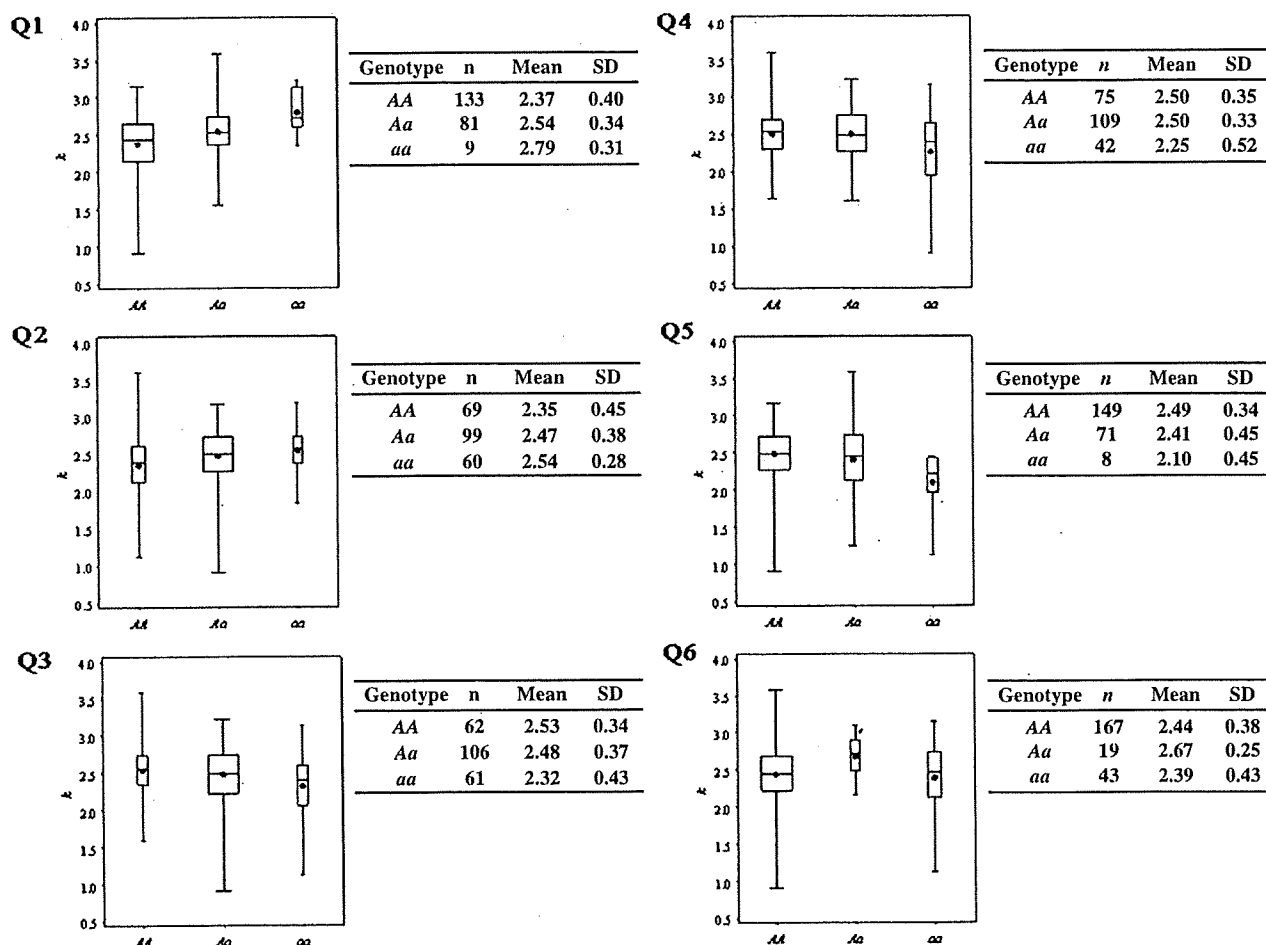 Q1
4.0
3.5
3.0
2.5
2.0
1.5
1.0
0.5
k
AA Aa aa
Genotype n Mean SD
AA 133 2.37 0.40
Aa 81 2.54 0.34
aa 9 2.79 0.31
Q2
4.0
3.5
3.0
2.5
2.0
1.5
1.0
0.5
k
AA Aa aa
Genotype n Mean SD
AA 69 2.35 0.45
Aa 99 2.47 0.38
aa 60 2.54 0.28
Q3
4.0
3.5
3.0
2.5
2.0
1.5
1.0
0.5
k
AA Aa aa
Genotype n Mean SD
AA 62 2.53 0.34
Aa 106 2.48 0.37
aa 61 2.32 0.43
Q4
4.0
3.5
3.0
2.5
2.0
1.5
1.0
0.5
k
AA Aa aa
Genotype n Mean SD
AA 75 2.50 0.35
Aa 109 2.50 0.33
aa 42 2.25 0.52
Q5
4.0
3.5
3.0
2.5
2.0
1.5
1.0
0.5
k
AA Aa aa
Genotype n Mean SD
AA 149 2.49 0.34
Aa 71 2.41 0.45
aa 8 2.10 0.45
Q6
4.0
3.5
3.0
2.5
2.0
1.5
1.0
0.5
k
AA Aa aa
Genotype n Mean SD
AA 167 2.44 0.38
Aa 19 2.67 0.25
aa 43 2.39 0.43